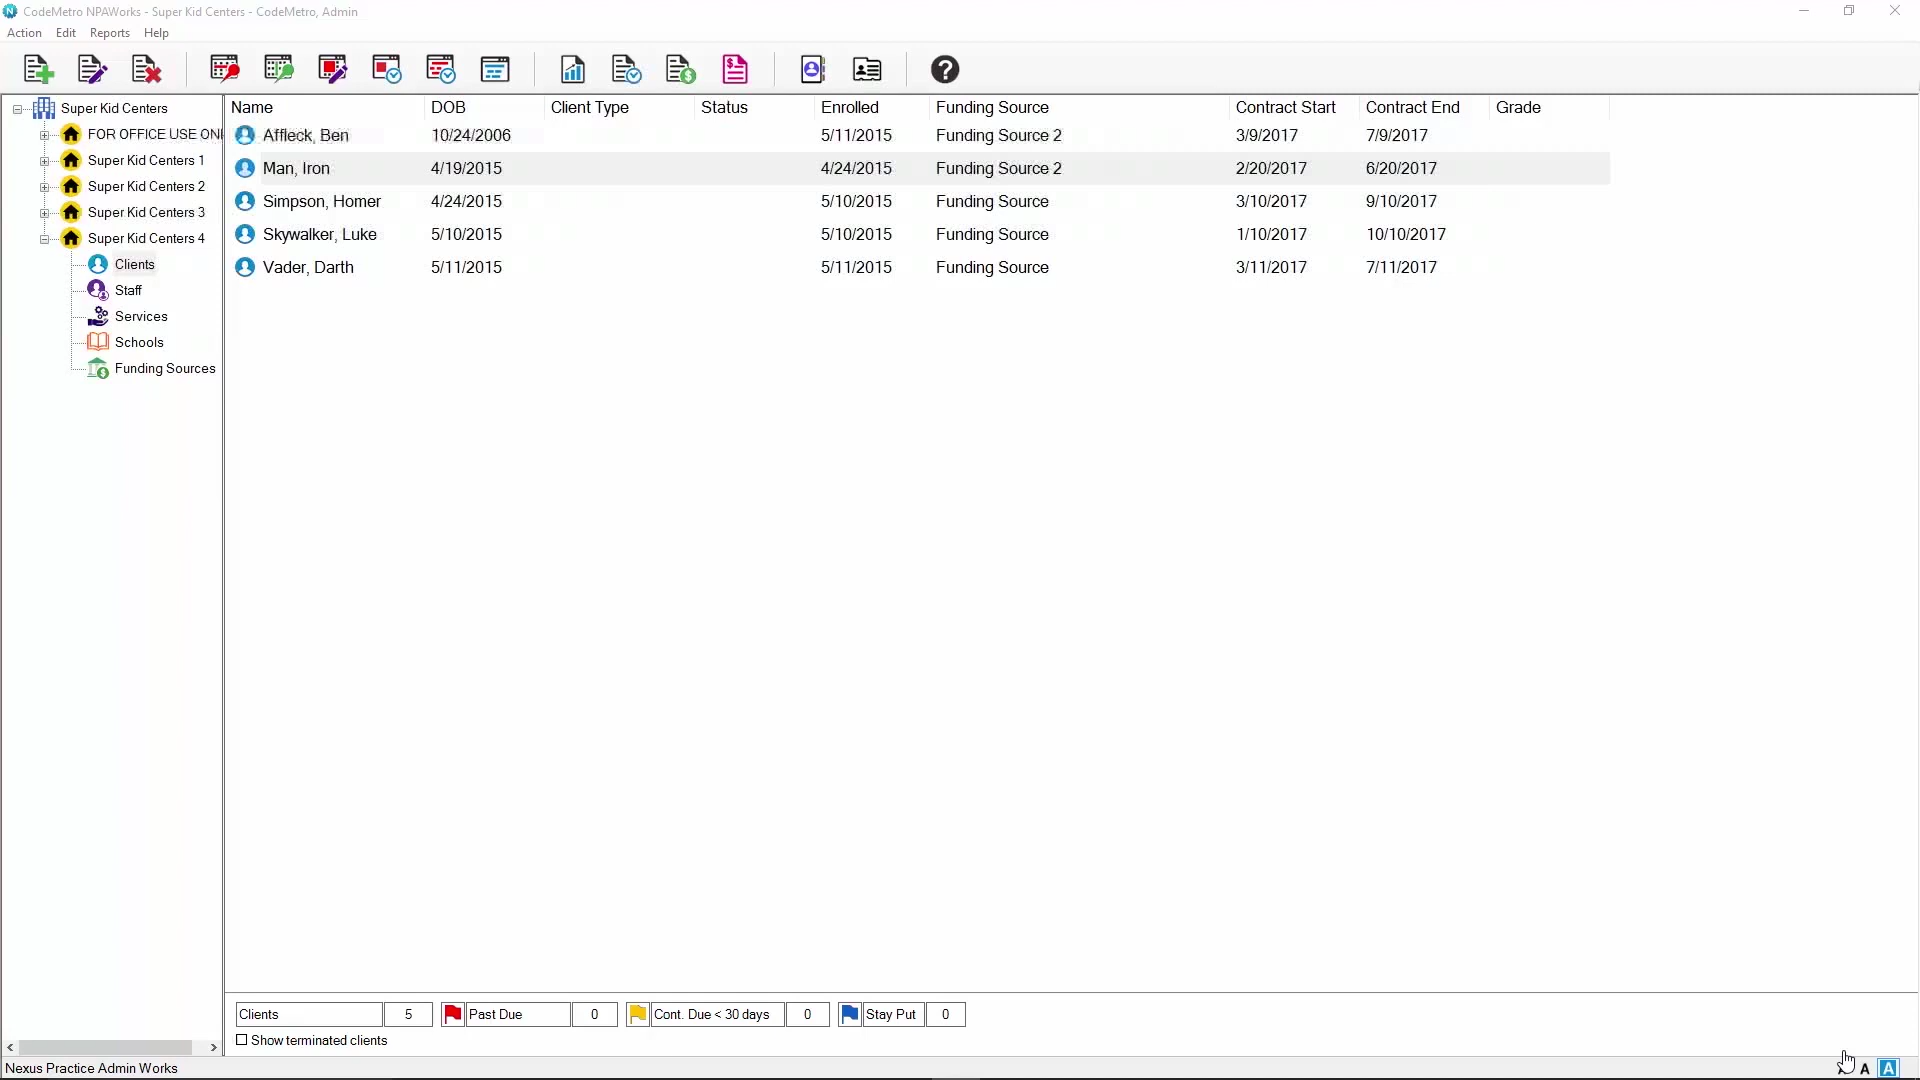 CodeMetro NPAWorks - Super Kid Centers - CodeMetro, Admin
Action Edit Reports Help
Super Kid Centers
FOR OFFICE USE ONL
Super Kid Centers 1
Super Kid Centers 2
Super Kid Centers 3
Super Kid Centers 4
Clients
Staff
Services
Schools
Funding Sources
Name DOB Client Type Status Enrolled Funding Source Contract Start Contract End Grade
Affleck, Ben 10/24/2006 5/11/2015 Funding Source 2 3/9/2017 7/9/2017
Man, Iron 4/19/2015 4/24/2015 Funding Source 2 2/20/2017 6/20/2017
Simpson, Homer 4/24/2015 5/10/2015 Funding Source 3/10/2017 9/10/2017
Skywalker, Luke 5/10/2015 5/10/2015 Funding Source 1/10/2017 10/10/2017
Vader, Darth 5/11/2015 5/11/2015 Funding Source 3/11/2017 7/11/2017
Clients 5 Past Due 0 Cont. Due < 30 days 0 Stay Put 0
Show terminated clients
Nexus Practice Admin Works A A